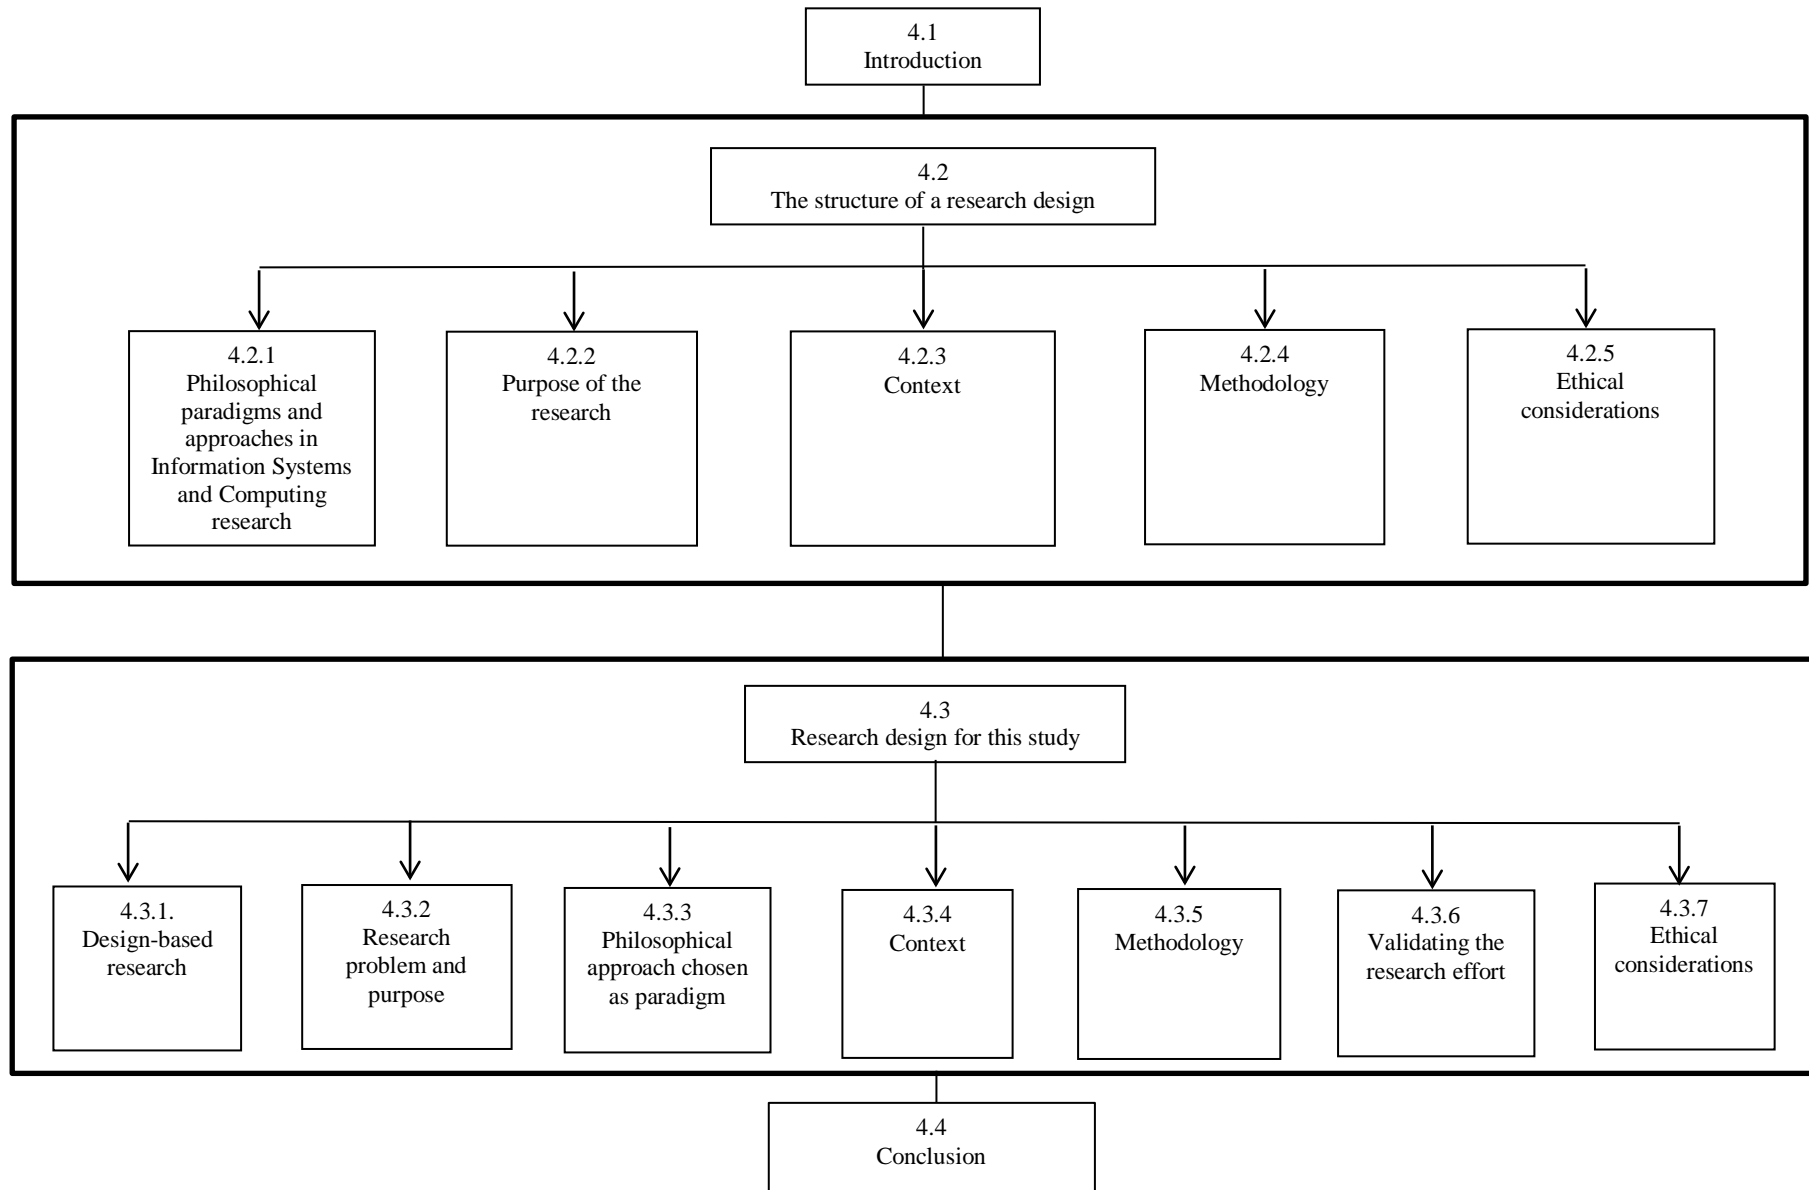 4.1
Introduction
4.2
The structure of a research design
4.2.1
Philosophical
paradigms and
approaches in
Information Systems
and Computing
research
4.2.2
Purpose of the
research
4.2.3
Context
4.2.4
Methodology
4.2.5
Ethical
considerations
4.3
Research design for this study
4.3.1.
Design-based
research
4.3.2
Research
problem and
purpose
4.3.3
Philosophical
approach chosen
as paradigm
4.3.4
Context
4.3.5
Methodology
4.3.6
Validating the
research effort
4.3.7
Ethical
considerations
4.4
Conclusion